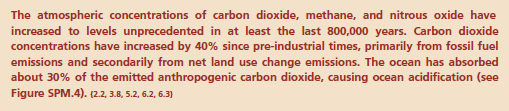 The atmospheric concentrations of carbon dioxide, methane, and nitrous oxide have
increased to levels unprecedented in at least the last 800,000 years. Carbon dioxide
concentrations have increased by 40% since pre-industrial times, primarily from fossil fuel
emissions and secondarily from net land use change emissions. The ocean has absorbed
about 30% of the emitted anthropogenic carbon dioxide, causing ocean acidification (see
Figure SPM.4). {2.2, 3.8, 5.2, 6.2, 6.3}